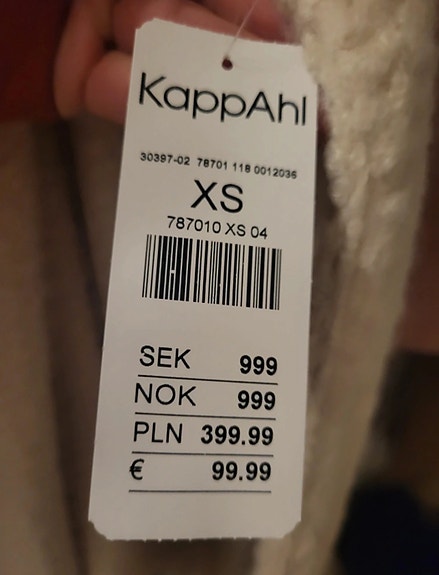 KappAhl
30397-02 78701 118 0012036
XS
787010 XS 04
SEK 999
NOK 999
PLN 399.99
€ 99.99